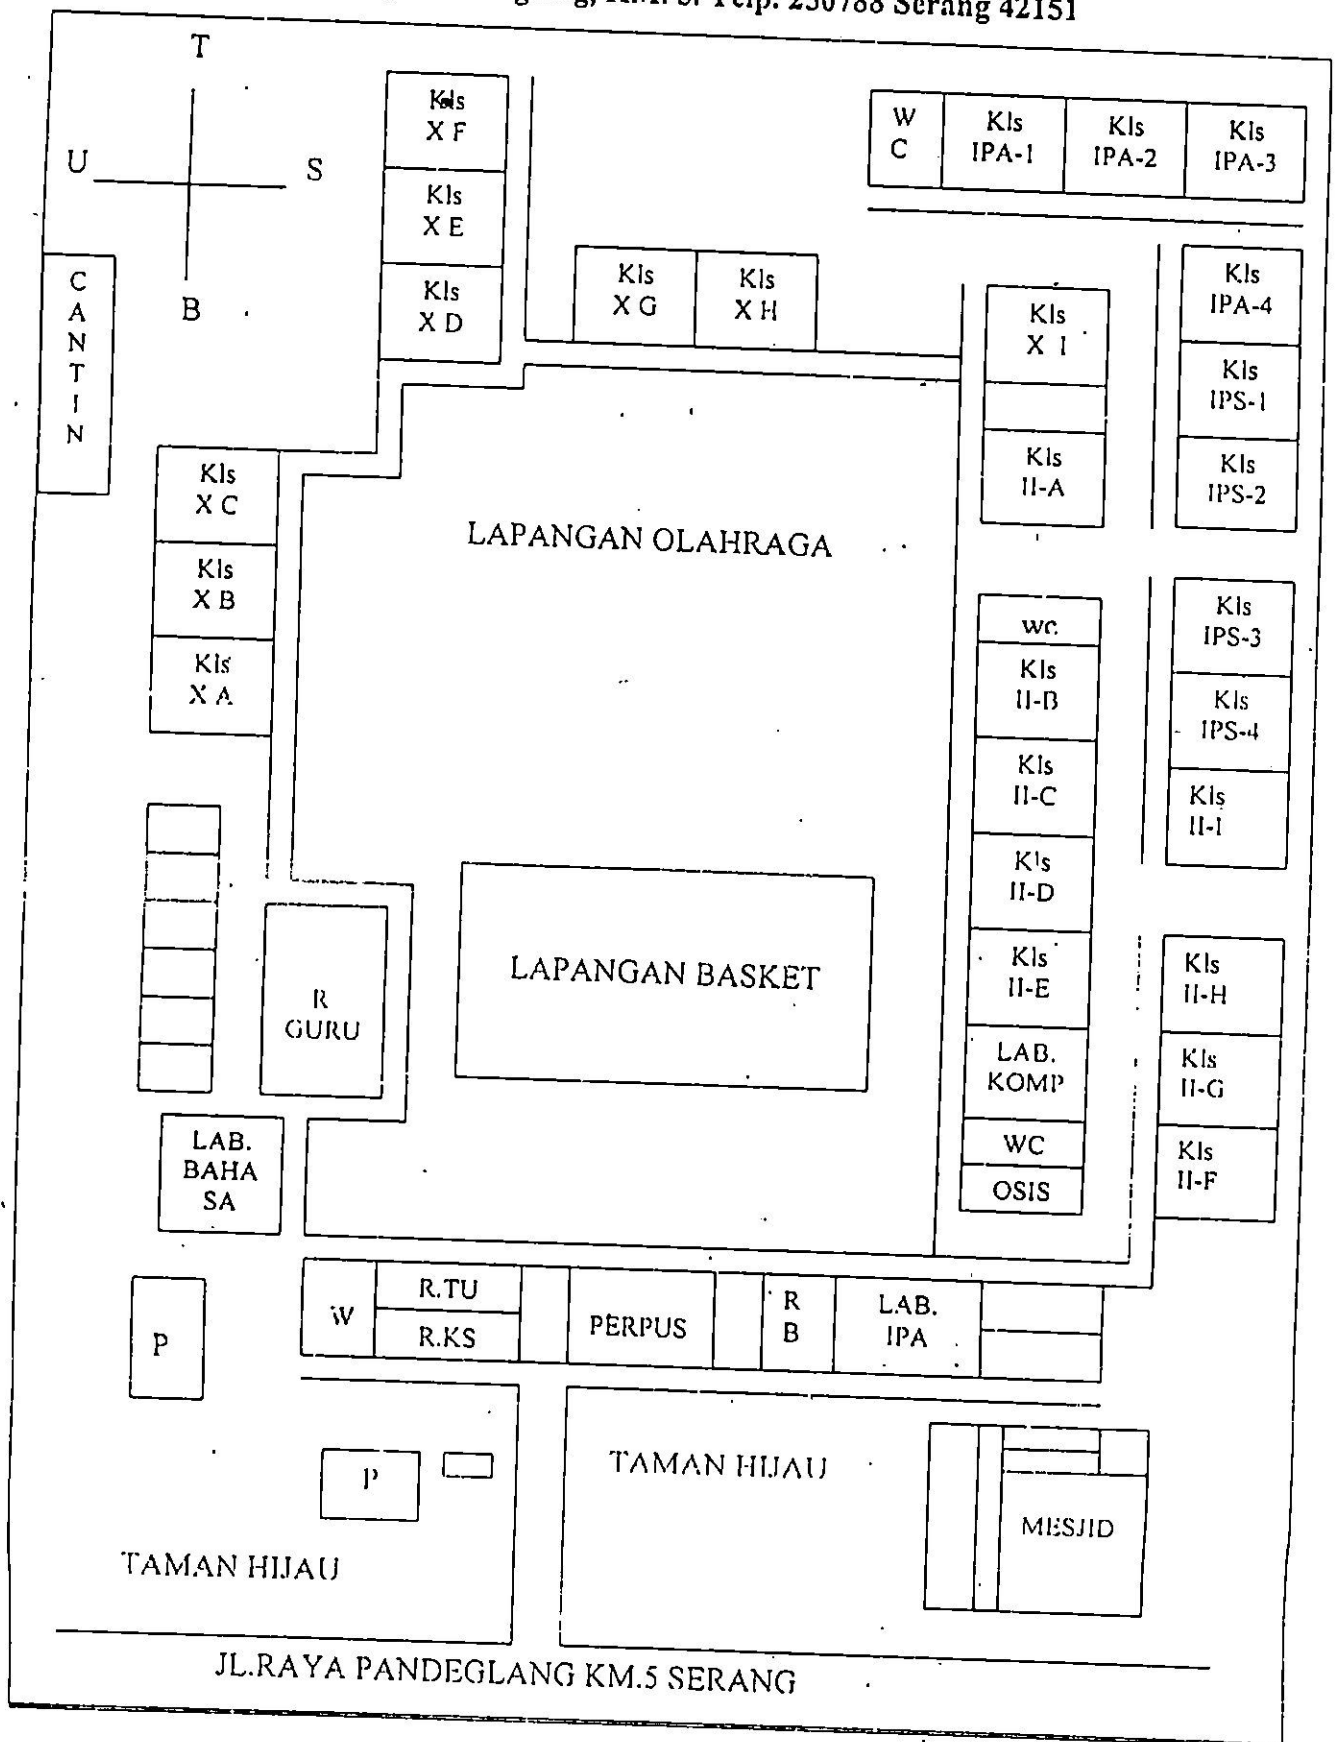 Telp. 250788 Serang 42151
T
U
S
B
Kls
X F
Kls
X E
Kls
X D
W
C
Kls
IPA-1
Kls
IPA-2
Kls
IPA-3
C
A
N
T
I
N
Kls
X G
Kls
X H
Kls
X I
Kls
II-A
Kls
IPA-4
Kls
IPS-1
Kls
IPS-2
Kls
X C
Kls
X B
Kls
X A
LAPANGAN OLAHRAGA
WC
Kls
II-B
Kls
II-C
Kls
II-D
Kls
II-E
LAB.
KOMP
WC
OSIS
Kls
IPS-3
Kls
IPS-4
Kls
II-I
Kls
II-H
Kls
II-G
Kls
II-F
R
GURU
LAPANGAN BASKET
LAB.
BAHA
SA
P
W
R.TU
R.KS
PERPUS
R
B
LAB.
IPA
P
TAMAN HIJAU
TAMAN HIJAU
MESJID
JL.RAYA PANDEGLANG KM.5 SERANG